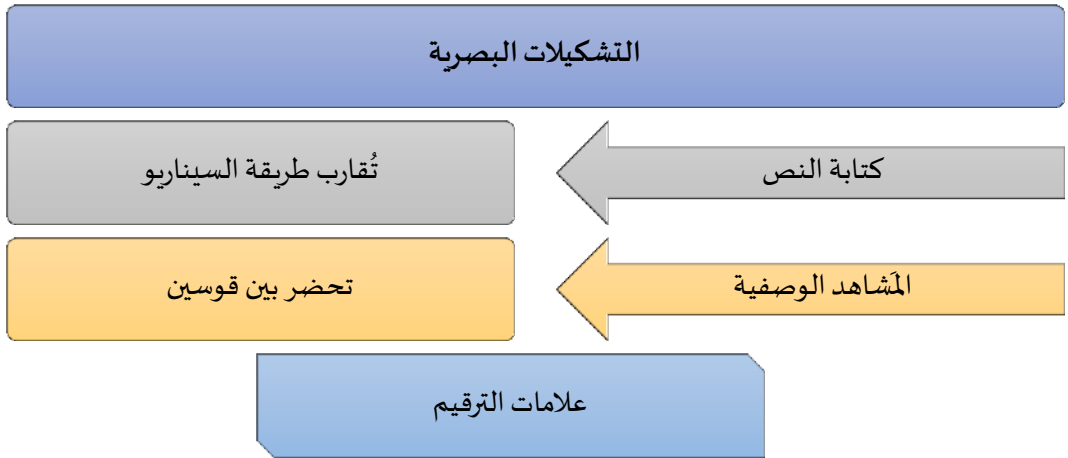 التشكيلات البصرية
كتابة النص
تُقارب طريقة السيناريو
المَشاهد الوصفية
تحضر بين قوسين
علامات الترقيم